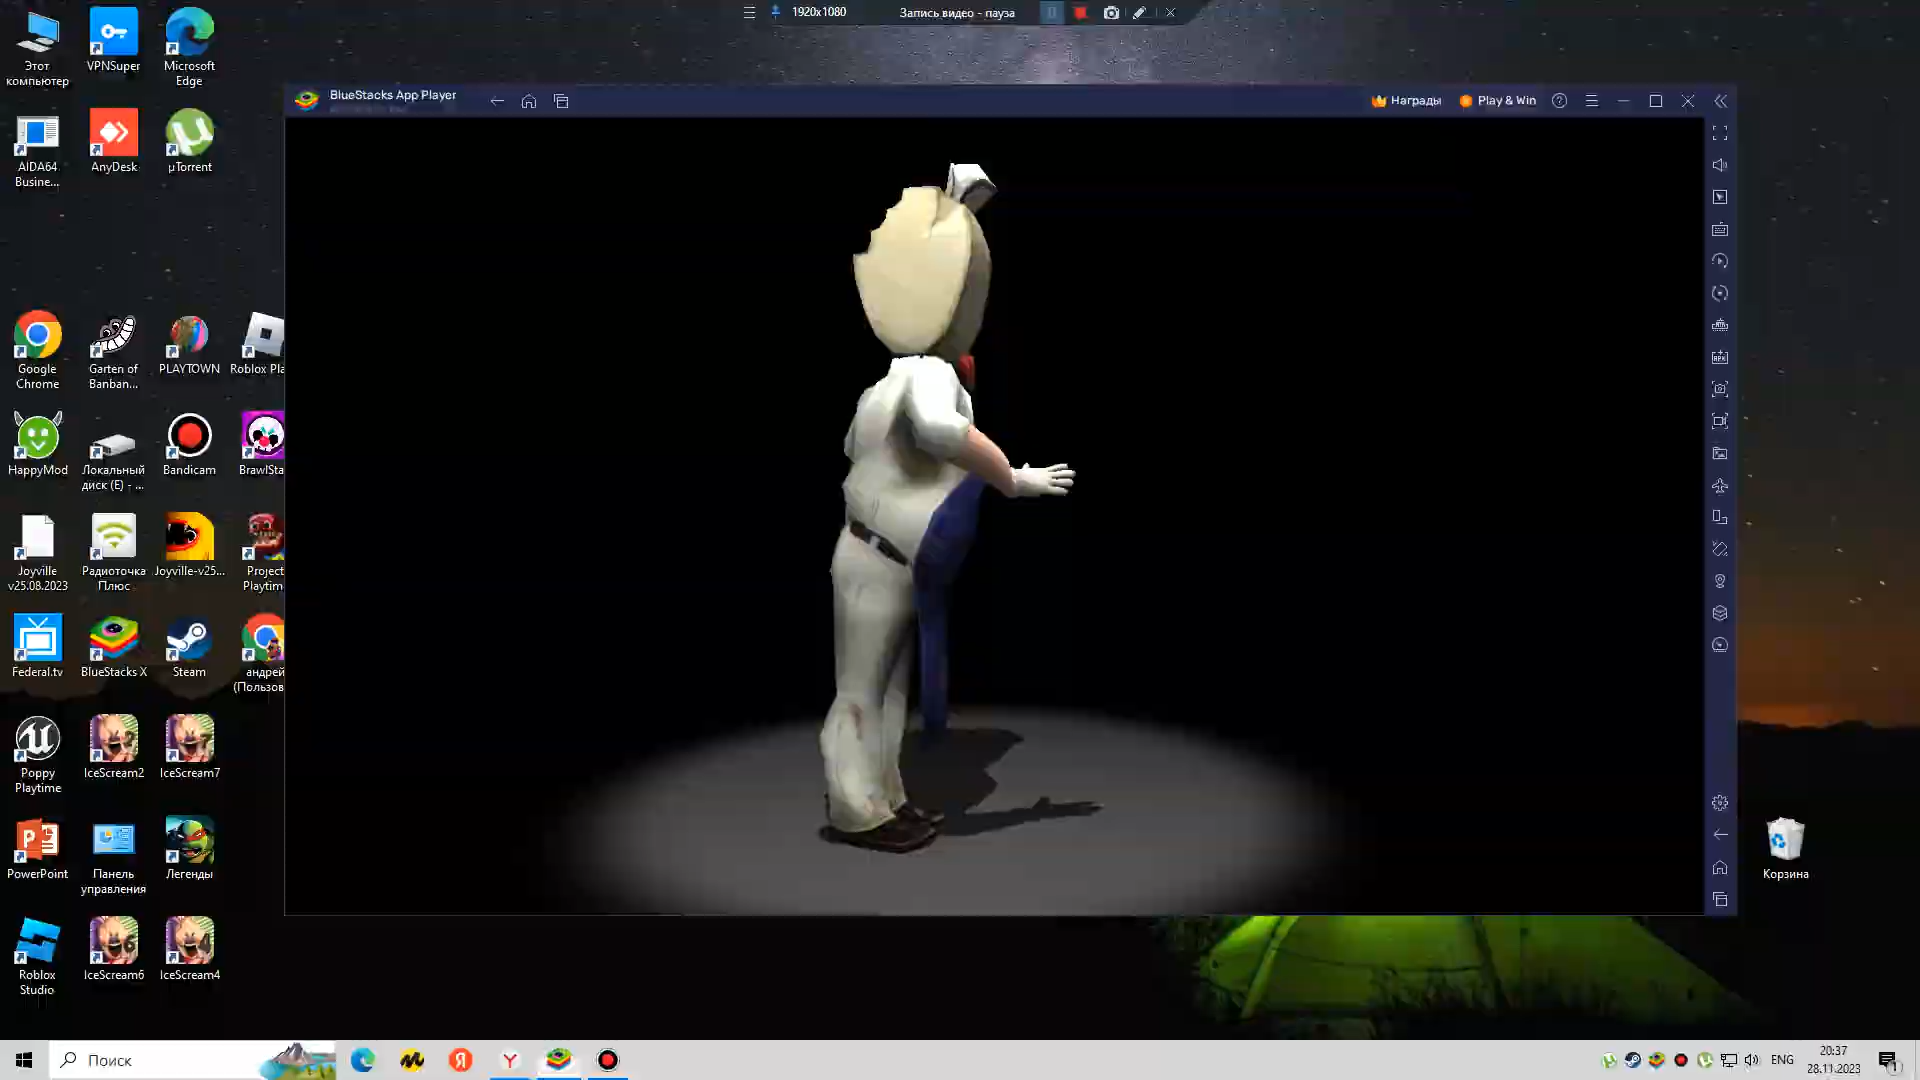 1920x1080
Запись видео - пауза
BlueStacks App Player
Награды
Play & Win
Этот
компьютер
VPNSuper
Microsoft
Edge
AIDA64
Busine...
AnyDesk
µTorrent
Google
Chrome
Garten of
Banban...
PLAYTOWN
Roblox Pla
HappyMod
Локальный
диск (E) - ...
Bandicam
BrawlSta
Joyville
v25.08.2023
Радиоточка
Плюс
Joyville-v25...
Project
Playtim
Federal.tv
BlueStacks X
Steam
андрей
(Пользов
Poppy
Playtime
IceScream2
IceScream7
PowerPoint
Панель
управления
Легенды
Корзина
Roblox
Studio
IceScream6
IceScream4
Поиск
ENG
20:37
28.11.2023